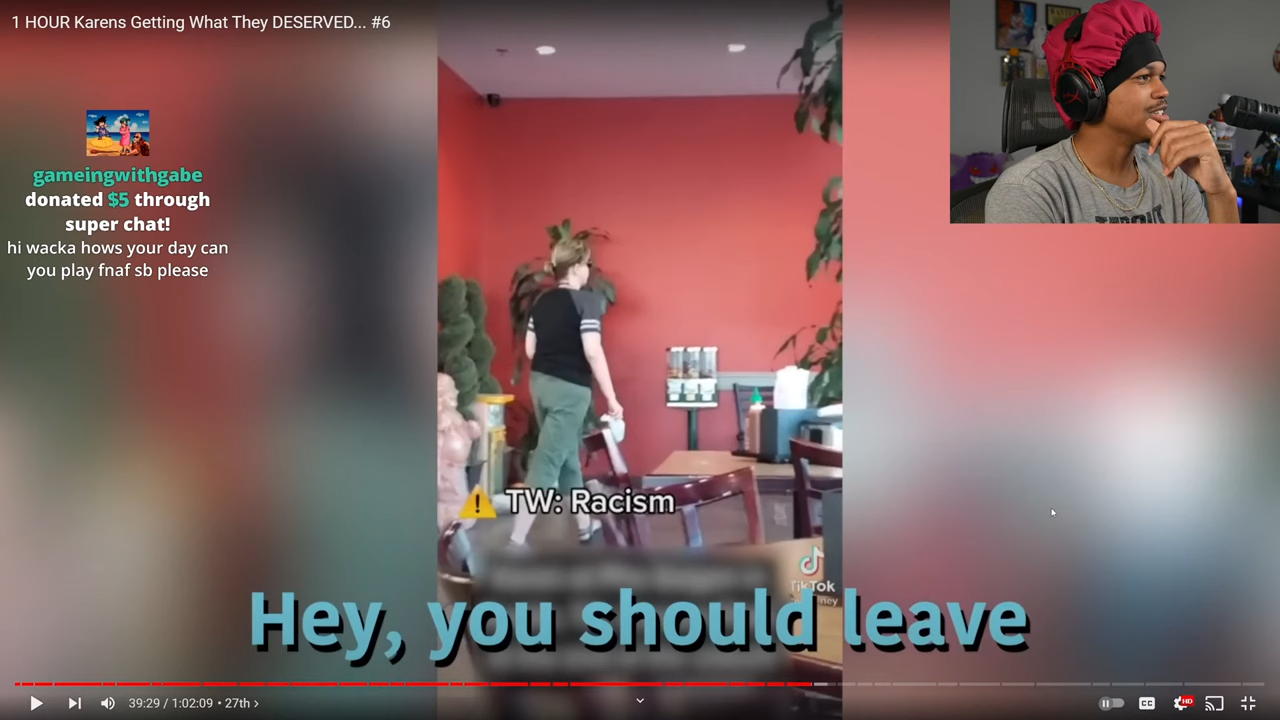 1 HOUR Karens Getting What They DESERVED... #6
gameingwithgabe
donated $5 through
super chat!
hi wacka hows your day can
you play fnaf sb please
TW: Racism
TikTok
Hey, you should leave
39:29 / 1:02:09 • 27th ›
CC
HD